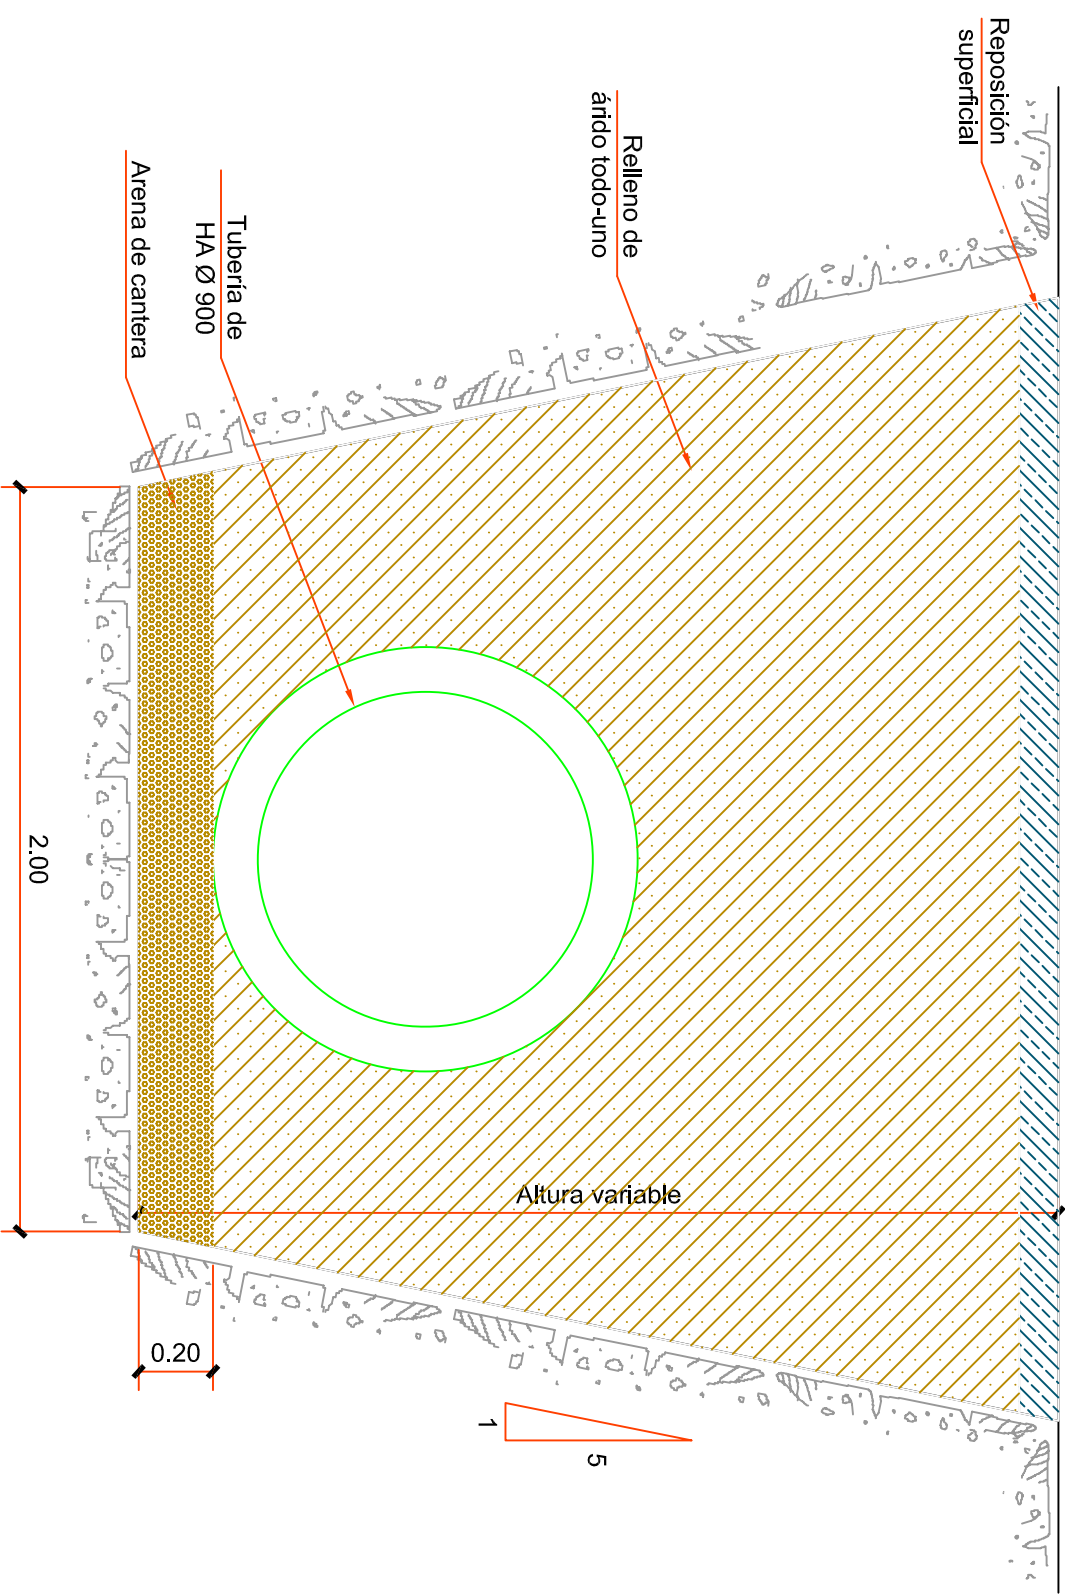 Reposición
superficial
Relleno de
árido todo-uno
Tubería de
HA Ø 900
Arena de cantera
Altura variable
2.00
0.20
1
5